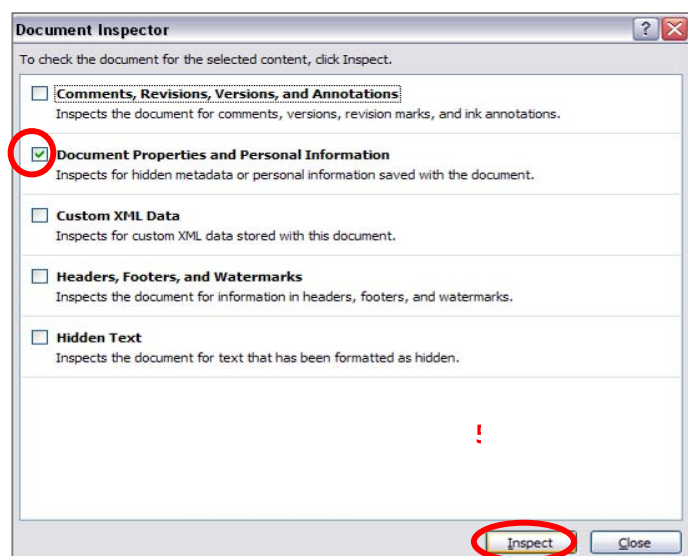 Document Inspector
To check the document for the selected content, click Inspect.
Comments, Revisions, Versions, and Annotations
Inspects the document for comments, versions, revision marks, and ink annotations.
Document Properties and Personal Information
Inspects for hidden metadata or personal information saved with the document.
Custom XML Data
Inspects for custom XML data stored with this document.
Headers, Footers, and Watermarks
Inspects the document for information in headers, footers, and watermarks.
Hidden Text
Inspects the document for text that has been formatted as hidden.
Inspect Close